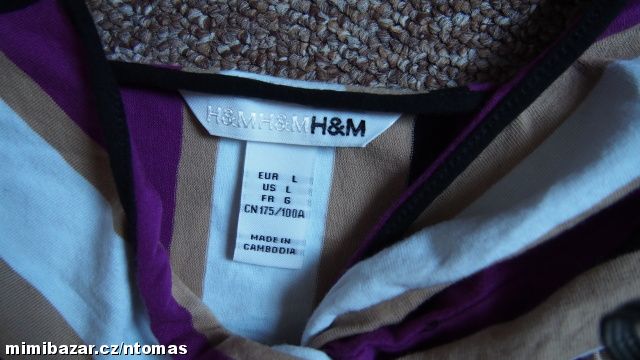 H&MH&MH&M
EUR L
US L
FR G
CN 175/100A
MADE IN
CAMBODIA
mimibazar.cz/ntomas